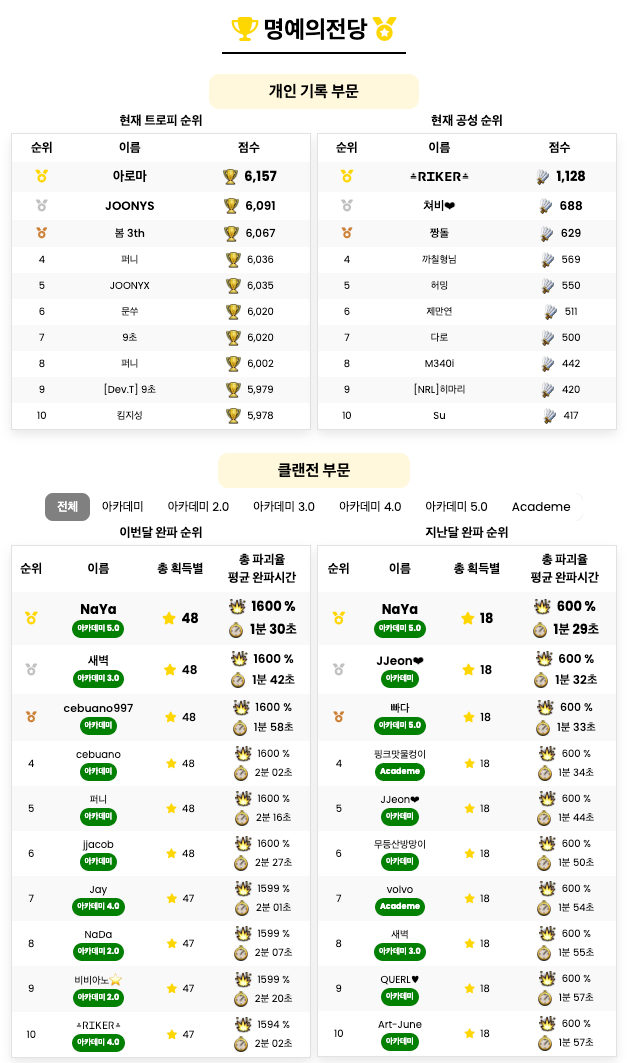 명예의전당
개인 기록 부문
현재 트로피 순위
순위 이름 점수
아로마 6,157
JOONYS 6,091
봄 3th 6,067
4 퍼니 6,036
5 JOONYX 6,035
6 문쑤 6,020
7 9초 6,020
8 퍼니 6,002
9 [Dev.T] 9초 5,979
10 킴지성 5,978
현재 공성 순위
순위 이름 점수
≛RIKER≛ 1,128
쳐비❤ 688
짱돌 629
4 까칠형님 569
5 허밍 550
6 제만연 511
7 다로 500
8 M340i 442
9 [NRL]히마리 420
10 Su 417
클랜전 부문
전체 아카데미 아카데미 2.0 아카데미 3.0 아카데미 4.0 아카데미 5.0 Academe
이번달 완파 순위
순위 이름 총 획득별 총 파괴율
평균 완파시간
NaYa 48 1600 %
아카데미 5.0 1분 30초
새벽 48 1600 %
아카데미 3.0 1분 42초
cebuano997 48 1600 %
아카데미 1분 58초
4 cebuano 48 1600 %
아카데미 2분 02초
5 퍼니 48 1600 %
아카데미 2분 16초
6 jjacob 48 1600 %
아카데미 2분 27초
7 Jay 47 1599 %
아카데미 4.0 2분 01초
8 NaDa 47 1599 %
아카데미 2.0 2분 07초
9 비비아노⭐ 47 1599 %
아카데미 2.0 2분 20초
10 ≛RIKER≛ 47 1594 %
아카데미 4.0 2분 02초
지난달 완파 순위
순위 이름 총 획득별 총 파괴율
평균 완파시간
NaYa 18 600 %
아카데미 5.0 1분 29초
JJeon❤ 18 600 %
아카데미 1분 32초
빠다 18 600 %
아카데미 5.0 1분 33초
4 핑크맛물컹이 18 600 %
Academe 1분 34초
5 JJeon❤ 18 600 %
아카데미 1분 44초
6 무등산방망이 18 600 %
아카데미 1분 50초
7 volvo 18 600 %
Academe 1분 54초
8 새벽 18 600 %
아카데미 3.0 1분 55초
9 QUERL♥ 18 600 %
아카데미 1분 57초
10 Art-June 18 600 %
아카데미 1분 57초